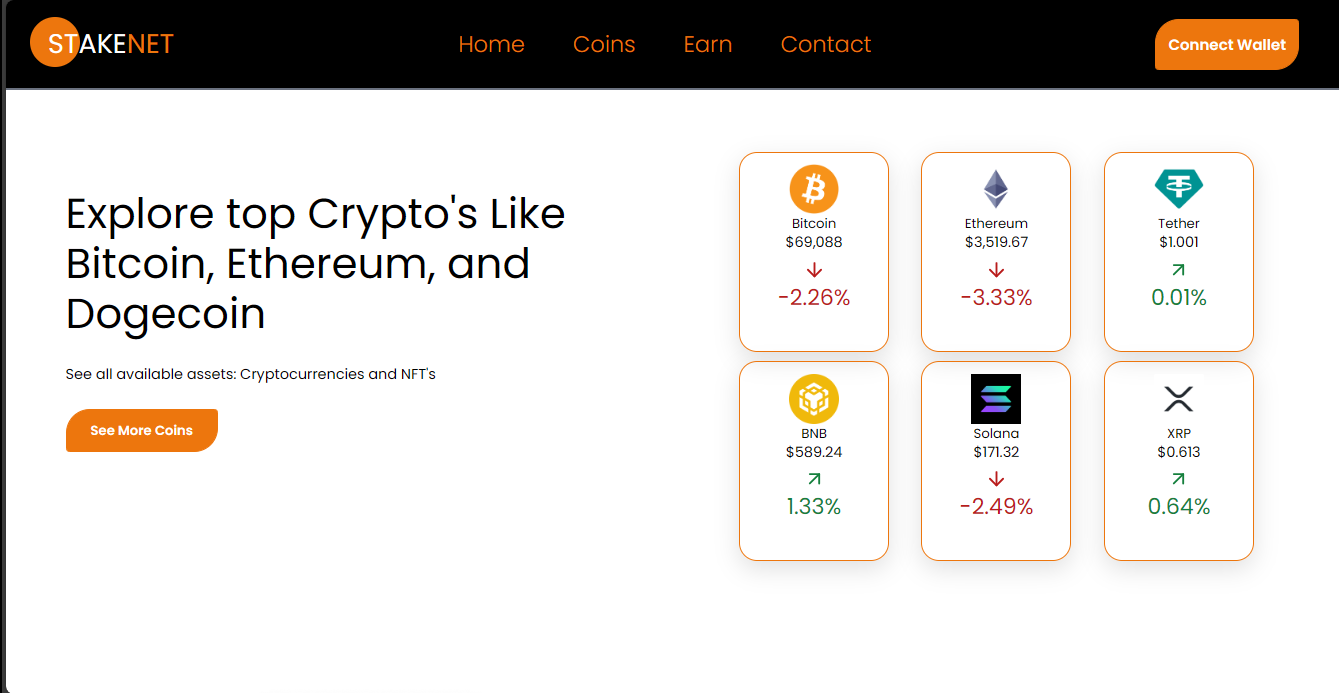 STAKENET
Home
Coins
Earn
Contact
Connect Wallet
Explore top Crypto's Like
Bitcoin, Ethereum, and
Dogecoin
See all available assets: Cryptocurrencies and NFT's
See More Coins
Bitcoin
$69,088
-2.26%
Ethereum
$3,519.67
-3.33%
Tether
$1.001
0.01%
BNB
$589.24
1.33%
Solana
$171.32
-2.49%
XRP
$0.613
0.64%